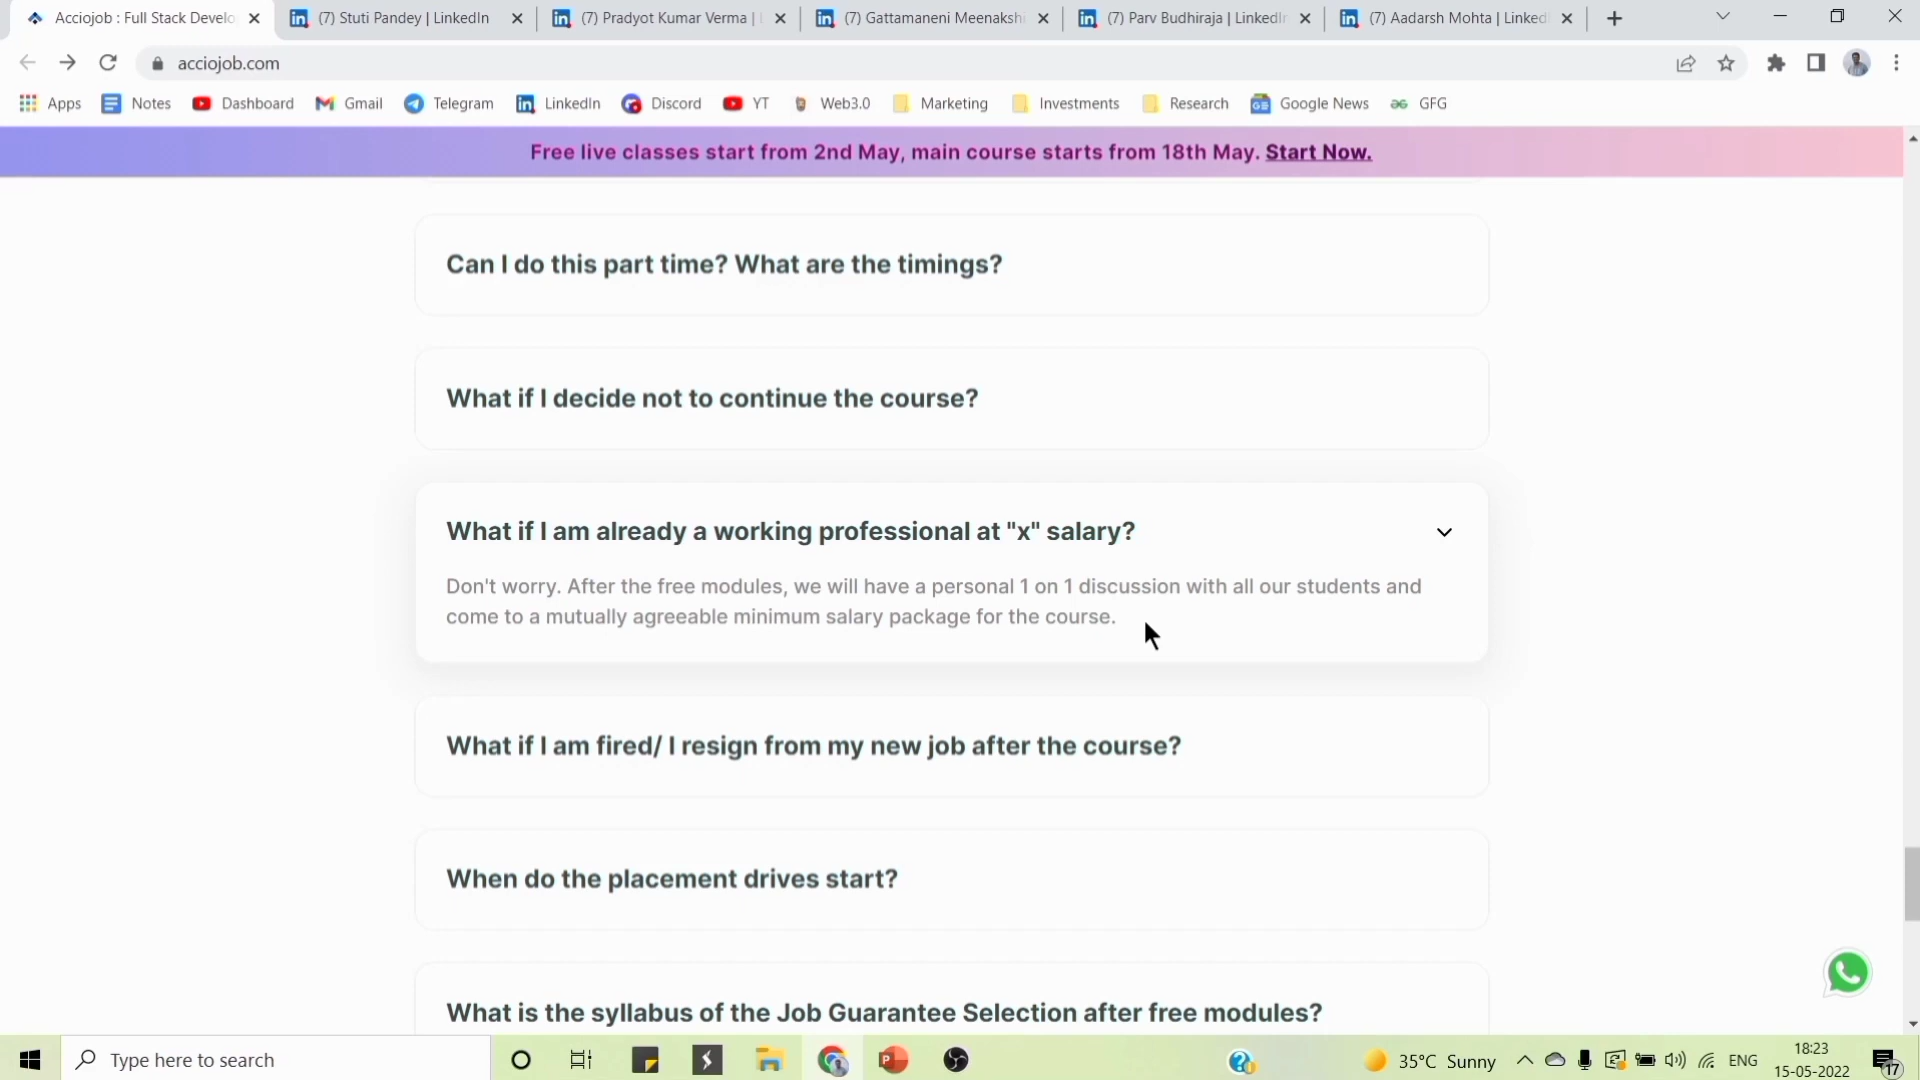 Acciojob : Full Stack Develo
(7) Stuti Pandey | LinkedIn
(7) Pradyot Kumar Verma |
(7) Gattamaneni Meenakshi
(7) Parv Budhiraja | LinkedIn
(7) Aadarsh Mohta | Linked
acciojob.com
Apps
Notes
Dashboard
Gmail
Telegram
LinkedIn
Discord
YT
Web3.0
Marketing
Investments
Research
Google News
GFG
Free live classes start from 2nd May, main course starts from 18th May. Start Now.
Can I do this part time? What are the timings?
What if I decide not to continue the course?
What if I am already a working professional at "x" salary?
Don't worry. After the free modules, we will have a personal 1 on 1 discussion with all our students and
come to a mutually agreeable minimum salary package for the course.
What if I am fired/ I resign from my new job after the course?
When do the placement drives start?
What is the syllabus of the Job Guarantee Selection after free modules?
Type here to search
35°C Sunny
ENG
18:23
15-05-2022
17